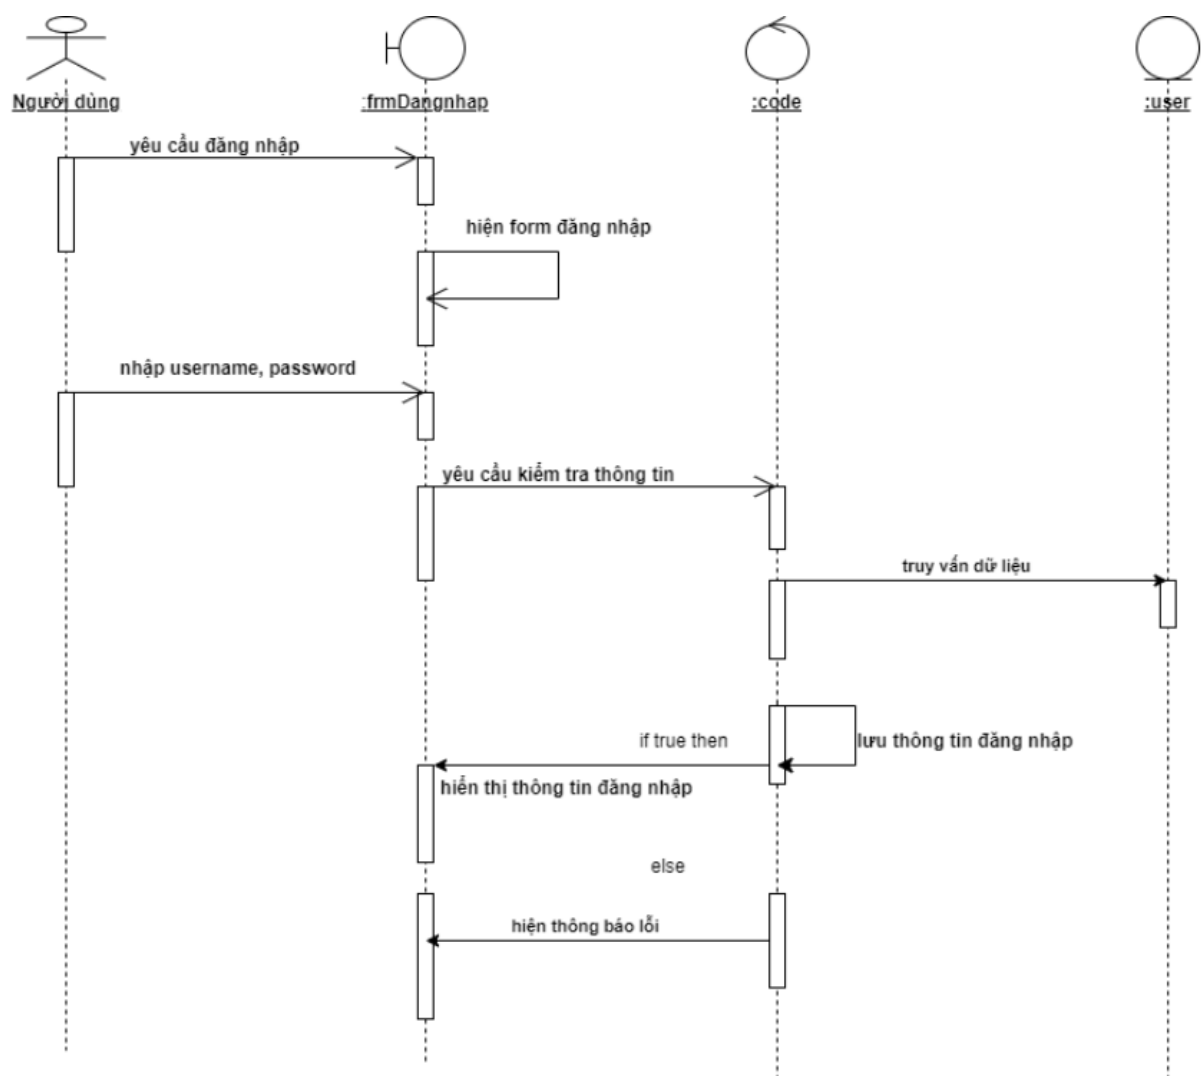 Người dùng
:frmDangnhap
:code
:user
yêu cầu đăng nhập
hiện form đăng nhập
nhập username, password
yêu cầu kiểm tra thông tin
truy vấn dữ liệu
if true then
lưu thông tin đăng nhập
hiển thị thông tin đăng nhập
else
hiện thông báo lỗi